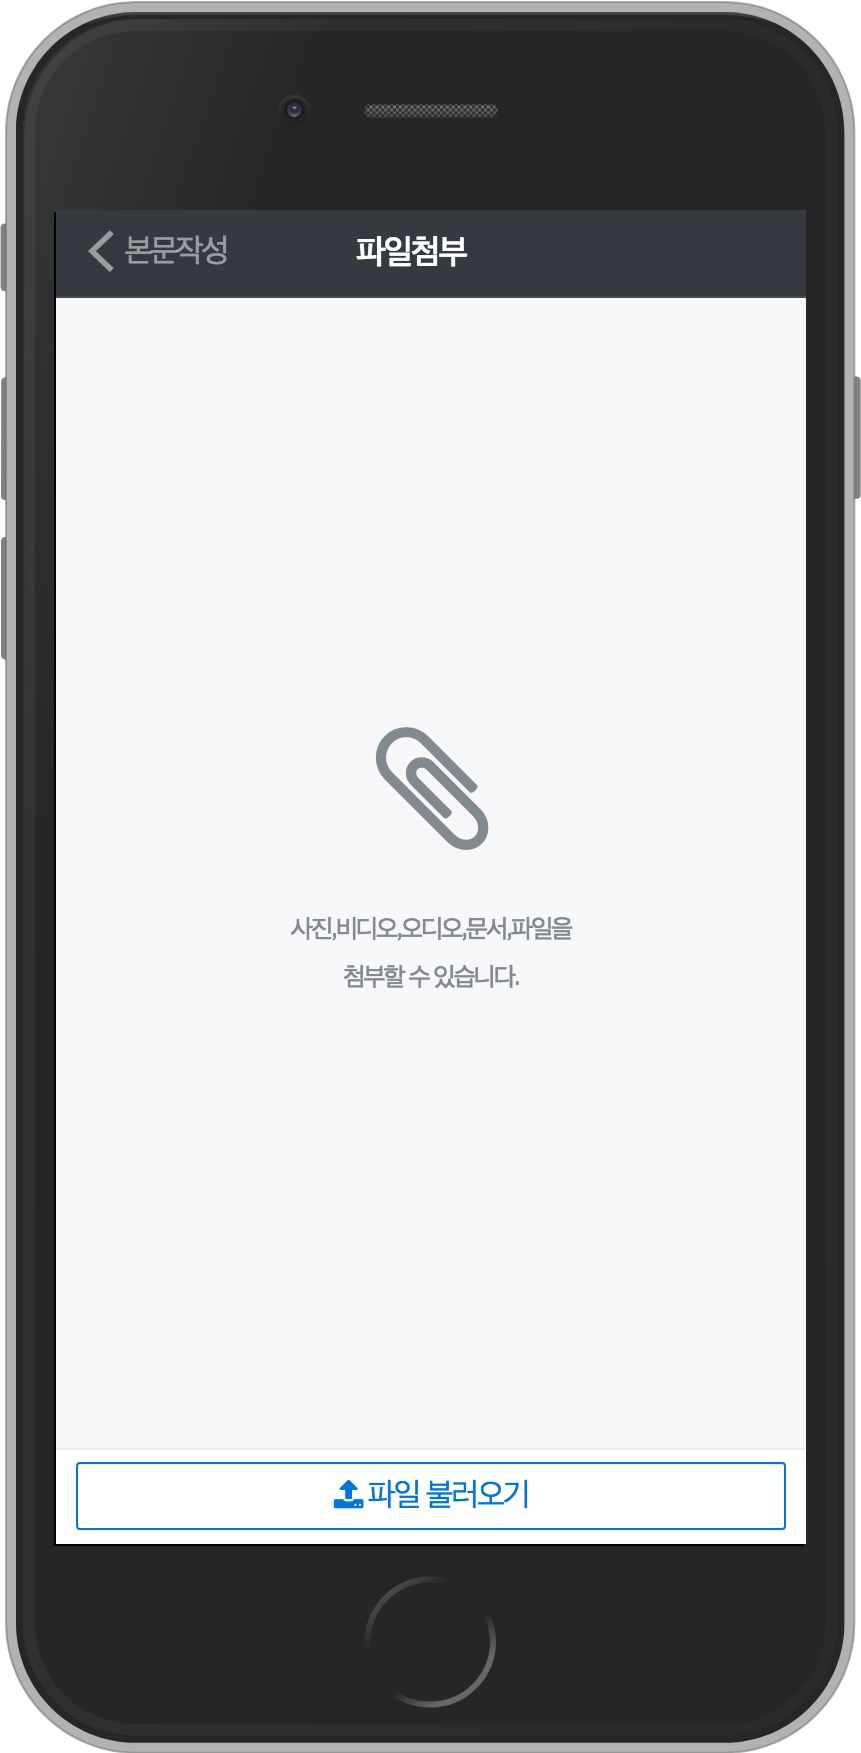 본문작성
파일첨부
사진,비디오,오디오,문서,파일을
첨부할 수 있습니다.
파일 불러오기